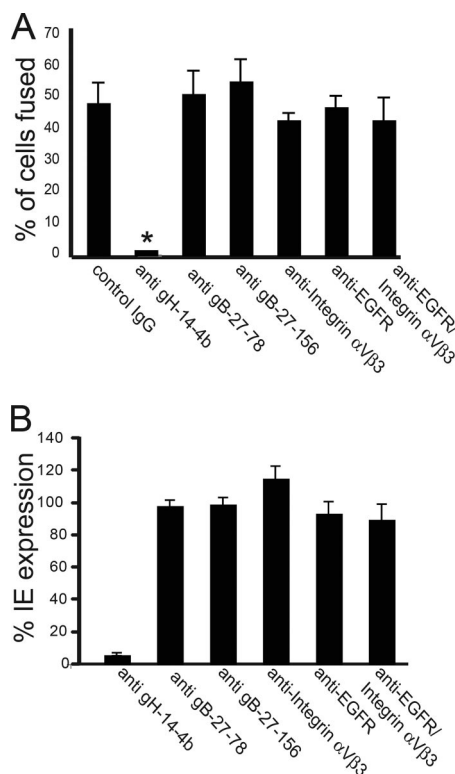 A
% of cells fused
70
60
50
40
30
20
10
0
*
control IgG
anti gH-14-4b
anti gB-27-78
anti gB-27-156
anti-Integrin αVβ3
anti-EGFR
anti-EGFR/
Integrin αVβ3
B
% IE expression
140
120
100
80
60
40
20
0
anti gH-14-4b
anti gB-27-78
anti gB-27-156
anti-Integrin αVβ3
anti-EGFR
anti-EGFR/
Integrin αVβ3